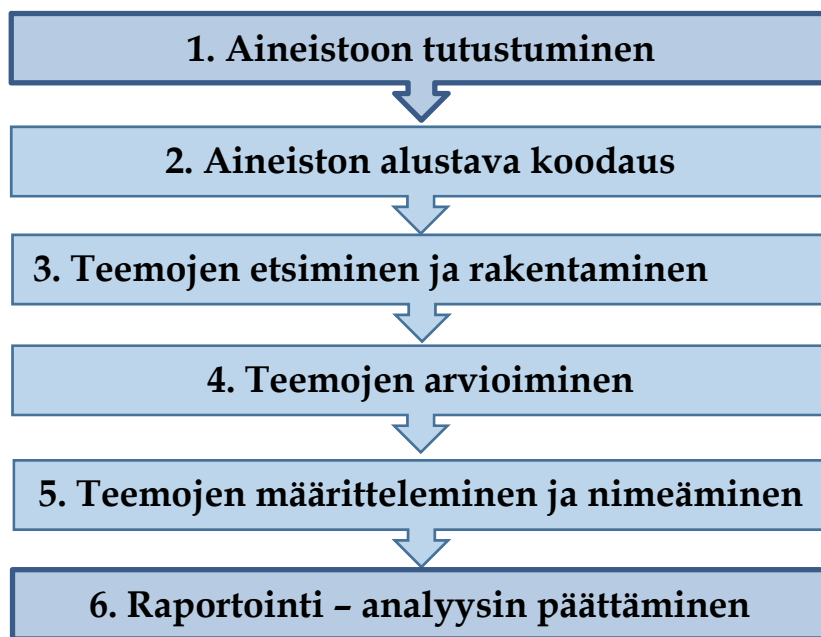 1. Aineistoon tutustuminen
2. Aineiston alustava koodaus
3. Teemojen etsiminen ja rakentaminen
4. Teemojen arvioiminen
5. Teemojen määritteleminen ja nimeäminen
6. Raportointi – analyysin päättäminen